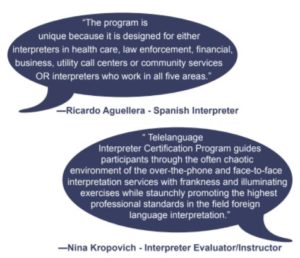 “The program is
unique because it is designed for either
interpreters in health care, law enforcement, financial,
business, utility call centers or community services
OR interpreters who work in all five areas.”
—Ricardo Aguellera - Spanish Interpreter
“ Telelanguage
Interpreter Certification Program guides
participants through the often chaotic
environment of the over-the-phone and face-to-face
interpretation services with frankness and illuminating
exercises while staunchly promoting the highest
professional standards in the field foreign
language interpretation.”
—Nina Kropovich - Interpreter Evaluator/Instructor